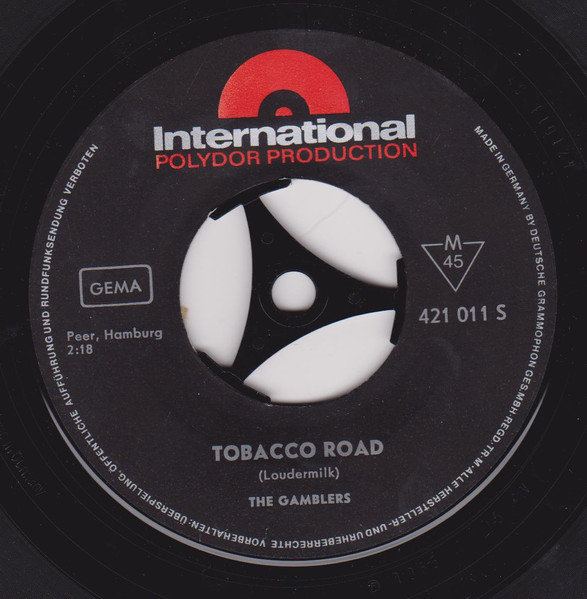 International
POLYDOR PRODUCTION
MADE IN GERMANY BY DEUTSCHE GRAMMOPHON GES.MBH·REGD.·TR·M·ALLE HERSTELLER- UND URHEBERRECHTE VORBEHALTEN·ÜBERSPIELUNG, ÖFFENTLICHE AUFFÜHRUNG UND RUNDFUNKSENDUNG VERBOTEN
GEMA
Peer, Hamburg
2:18
M
45
421 011 S
TOBACCO ROAD
(Loudermilk)
THE GAMBLERS